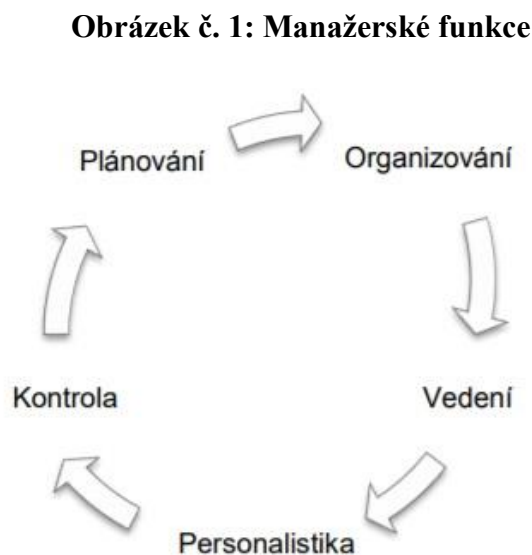 Obrázek č. 1: Manažerské funkce
Plánování
Organizování
Kontrola
Vedení
Personalistika